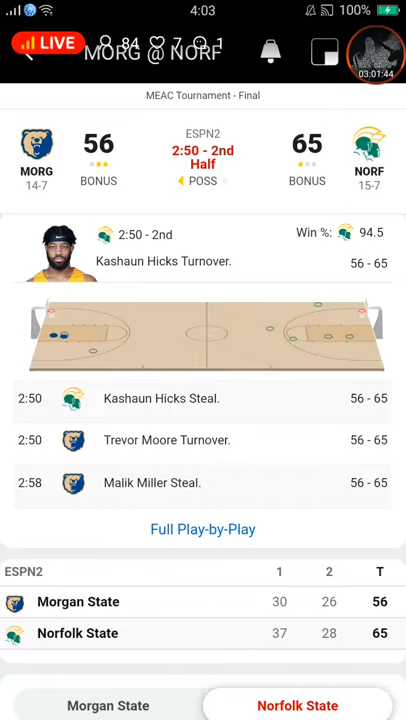 4:03
100%
LIVE 84 7 1
MORG @ NORF
03:01:44
MEAC Tournament - Final
56 ESPN2 65
2:50 - 2nd
Half
MORG NORF
14-7 BONUS POSS BONUS 15-7
2:50 - 2nd Win %: 94.5
Kashaun Hicks Turnover. 56 - 65
2:50 Kashaun Hicks Steal. 56 - 65
2:50 Trevor Moore Turnover. 56 - 65
2:58 Malik Miller Steal. 56 - 65
Full Play-by-Play
ESPN2 1 2 T
Morgan State 30 26 56
Norfolk State 37 28 65
Morgan State Norfolk State